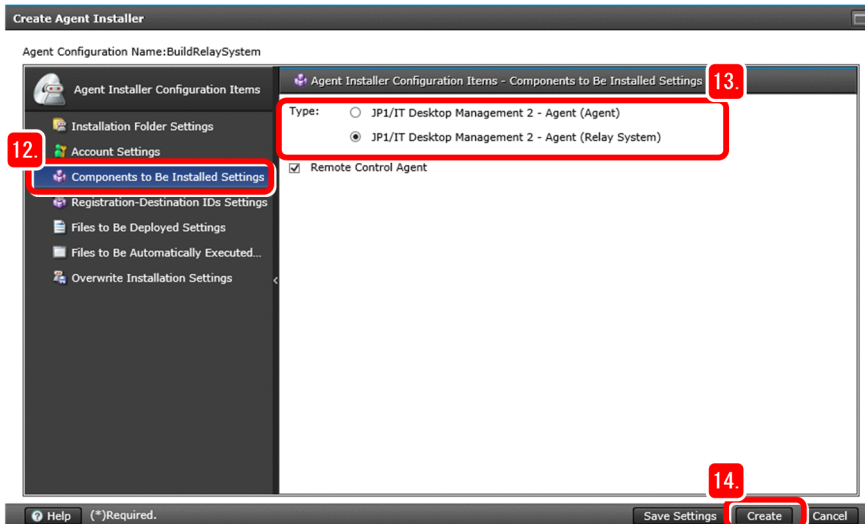 Create Agent Installer
Agent Configuration Name:BuildRelaySystem
Agent Installer Configuration Items
Installation Folder Settings
12.
Account Settings
Components to Be Installed Settings
Registration-Destination IDs Settings
Files to Be Deployed Settings
Files to Be Automatically Executed...
Overwrite Installation Settings
<
Agent Installer Configuration Items - Components to Be Installed Settings
13.
Type:
JP1/IT Desktop Management 2 - Agent (Agent)
JP1/IT Desktop Management 2 - Agent (Relay System)
Remote Control Agent
14.
Help (*)Required. Save Settings Create Cancel